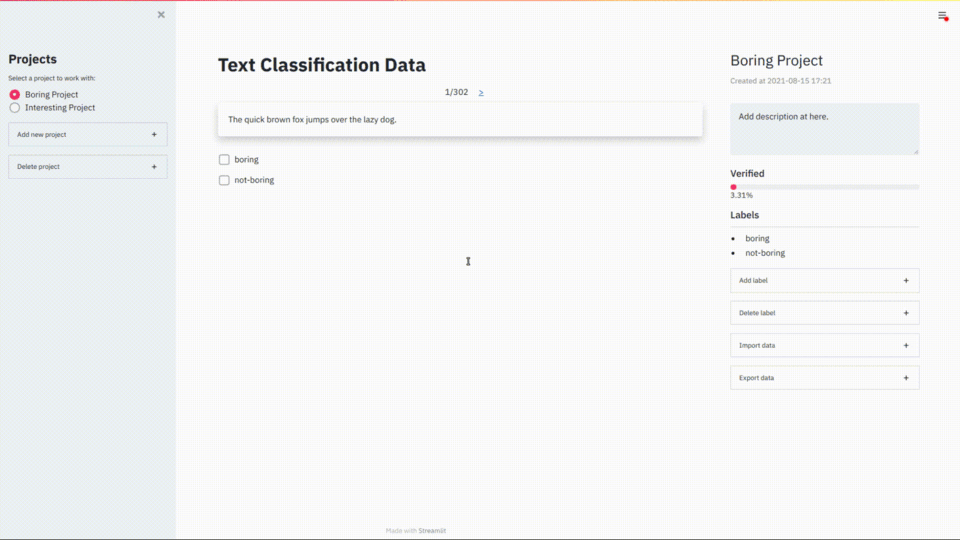 ×
Projects
Select a project to work with:
Boring Project
Interesting Project
Add new project +
Delete project +
Text Classification Data
1/302 >
The quick brown fox jumps over the lazy dog.
boring
not-boring
Made with Streamlit
Boring Project
Created at 2021-08-15 17:21
Add description at here.
Verified
3.31%
Labels
• boring
• not-boring
Add label +
Delete label +
Import data +
Export data +